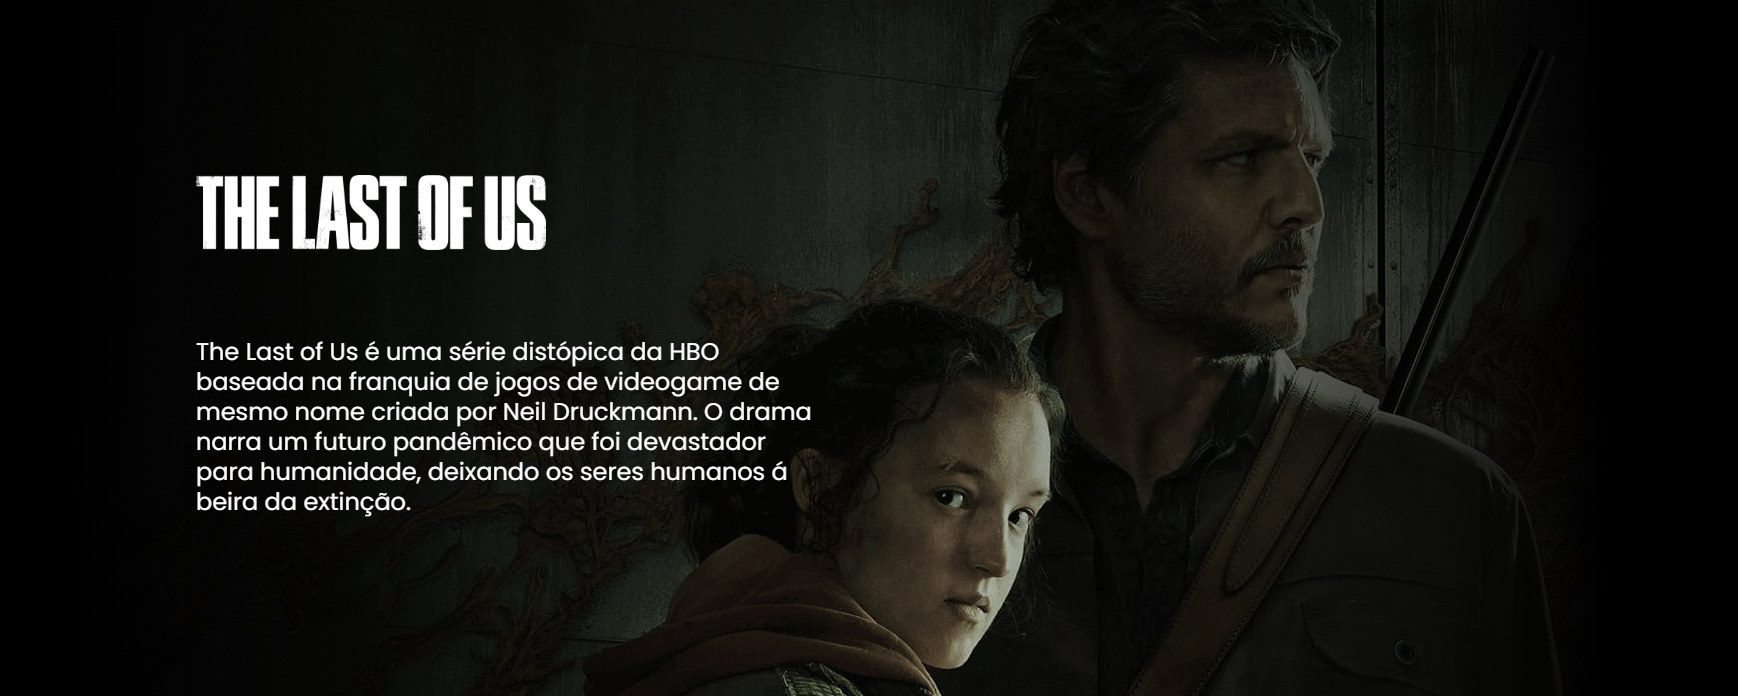 THE LAST OF US
The Last of Us é uma série distópica da HBO
baseada na franquia de jogos de videogame de
mesmo nome criada por Neil Druckmann. O drama
narra um futuro pandêmico que foi devastador
para humanidade, deixando os seres humanos á
beira da extinção.